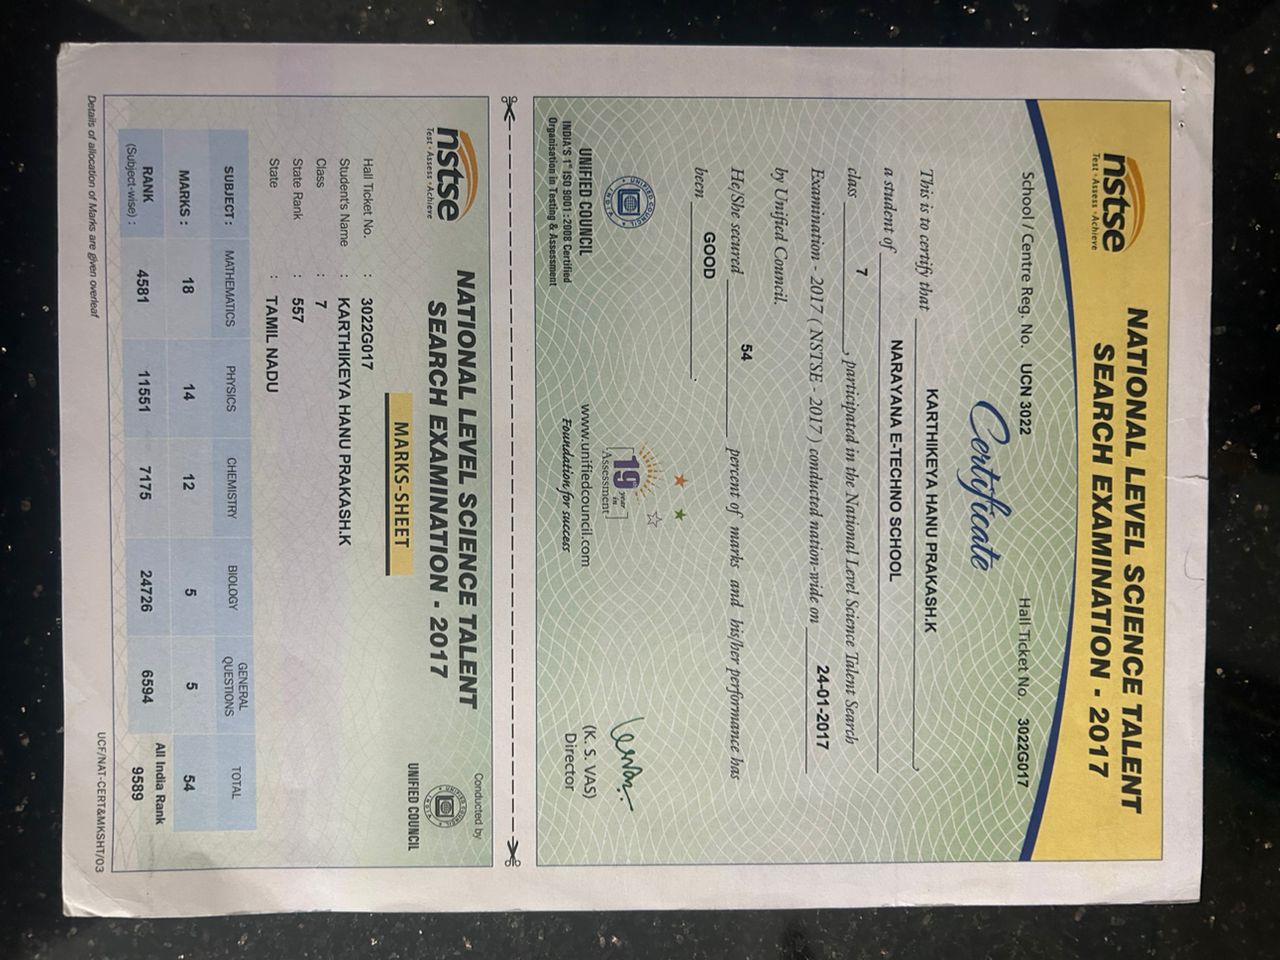 nstse
Test • Assess • Achieve
NATIONAL LEVEL SCIENCE TALENT
SEARCH EXAMINATION - 2017
School / Centre Reg. No. UCN 3022
Hall Ticket No. 3022G017
Certificate
This is to certify that KARTHIKEYA HANU PRAKASH.K,
a student of NARAYANA E-TECHNO SCHOOL
class 7, participated in the National Level Science Talent Search
Examination - 2017 ( NSTSE - 2017 ) conducted nation-wide on 24-01-2017
by Unified Council.
He/She secured 54 percent of marks and his/her performance has
been GOOD.
UNIFIED COUNCIL
INDIA
UNIFIED COUNCIL
INDIA'S 1st ISO 9001 : 2008 Certified
Organisation in Testing & Assessment
19th year in
Assessment
www.unifiedcouncil.com
Foundation for success
(K. S. VAS)
Director
nstse
Test • Assess • Achieve
NATIONAL LEVEL SCIENCE TALENT
SEARCH EXAMINATION - 2017
Conducted by
UNIFIED COUNCIL
INDIA
UNIFIED COUNCIL
MARKS-SHEET
Hall Ticket No. : 3022G017
Student's Name : KARTHIKEYA HANU PRAKASH.K
Class : 7
State Rank : 557
State : TAMIL NADU
SUBJECT : MATHEMATICS PHYSICS CHEMISTRY BIOLOGY GENERAL QUESTIONS TOTAL
MARKS : 18 14 12 5 5 54
RANK (Subject-wise) : 4581 11551 7175 24726 6594 All India Rank 9589
Details of allocation of Marks are given overleaf
UCF/NAT-CERT&MKSHT/03